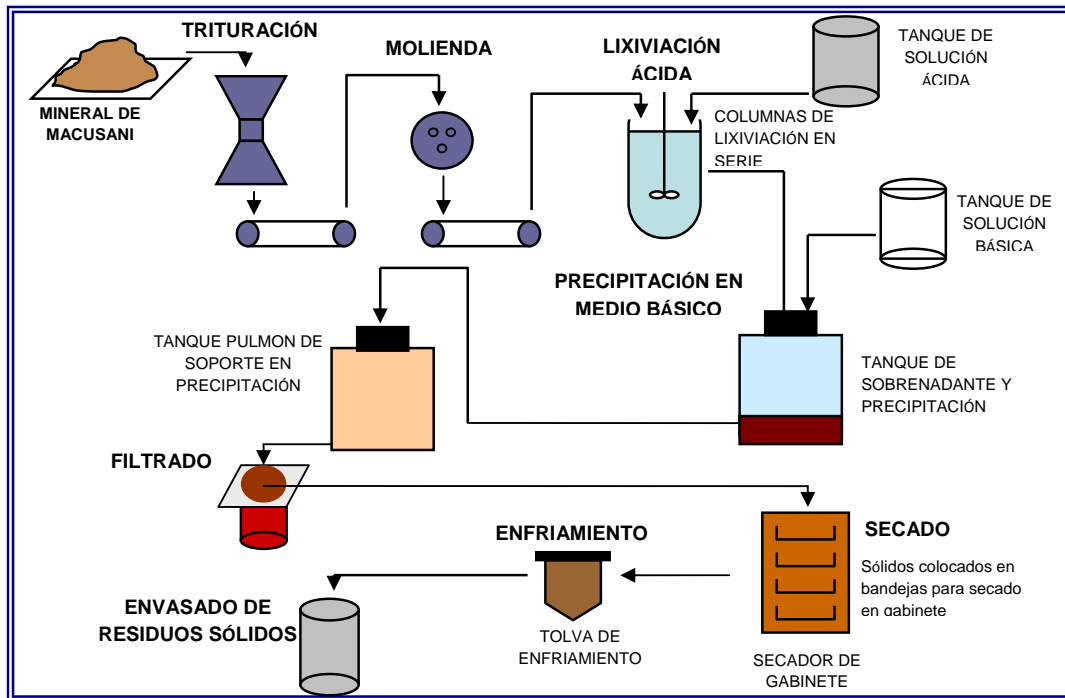 TRITURACIÓN
MOLIENDA
LIXIVIACIÓN
ÁCIDA
TANQUE DE
SOLUCIÓN
ÁCIDA
MINERAL DE
MACUSANI
COLUMNAS DE
LIXIVIACIÓN EN
SERIE
TANQUE DE
SOLUCIÓN
BÁSICA
PRECIPITACIÓN EN
MEDIO BÁSICO
TANQUE PULMON DE
SOPORTE EN
PRECIPITACIÓN
TANQUE DE
SOBRENADANTE Y
PRECIPITACIÓN
FILTRADO
SECADO
Sólidos colocados en
bandejas para secado
en gabinete
ENFRIAMIENTO
ENVASADO DE
RESIDUOS SÓLIDOS
TOLVA DE
ENFRIAMIENTO
SECADOR DE
GABINETE